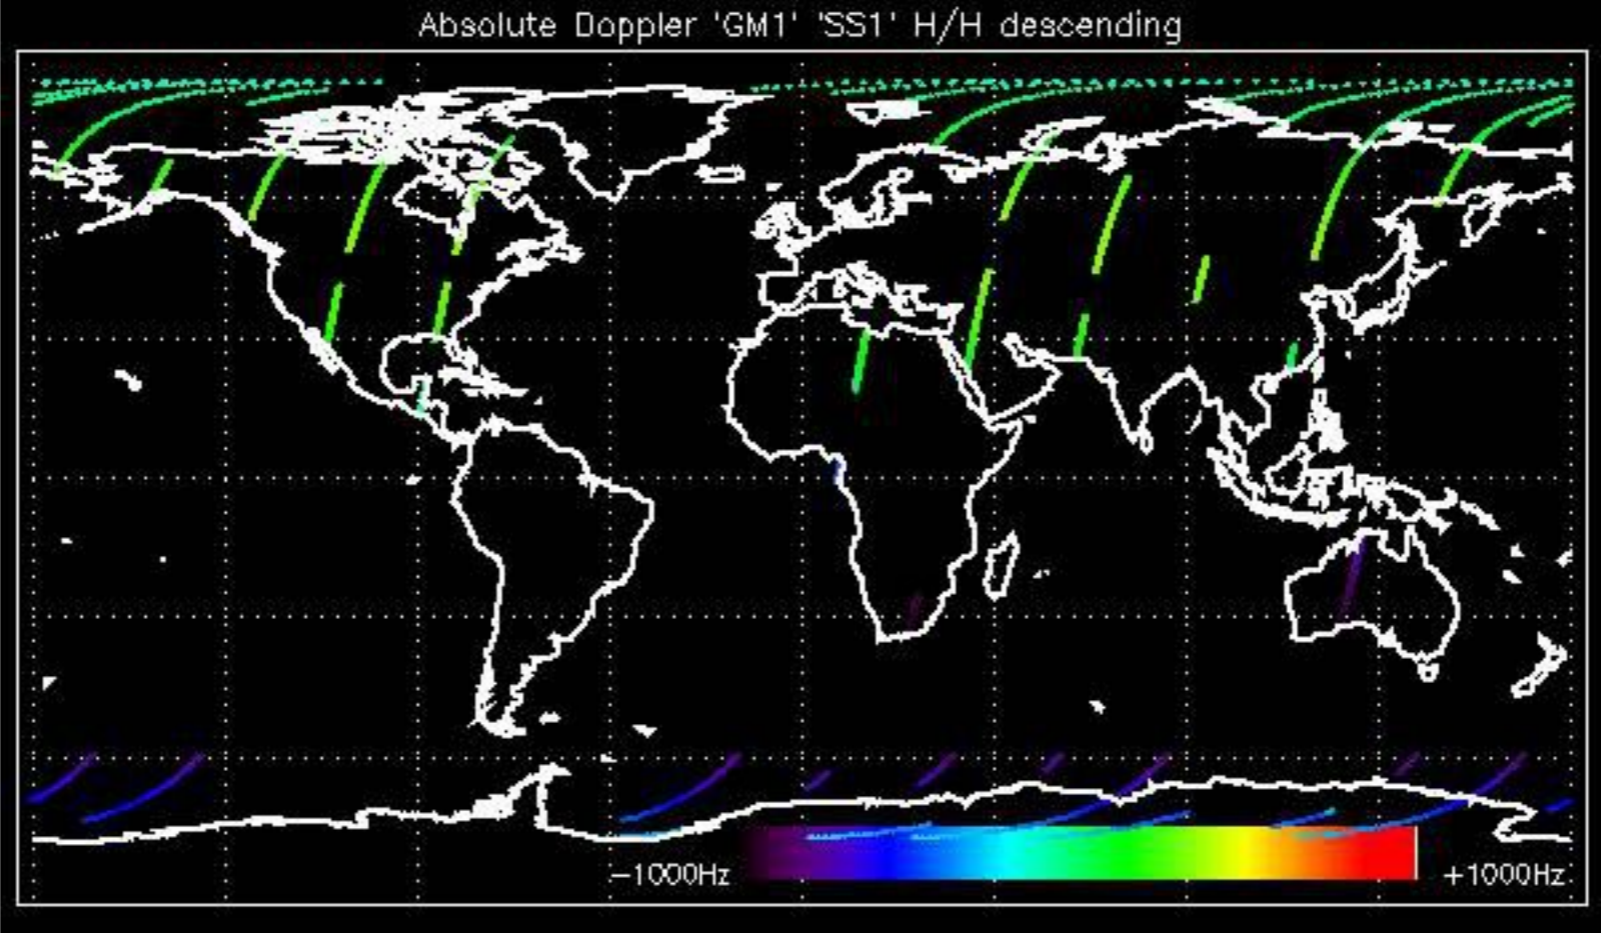 Absolute Doppler 'GM1' 'SS1' H/H descending
−1000Hz +1000Hz